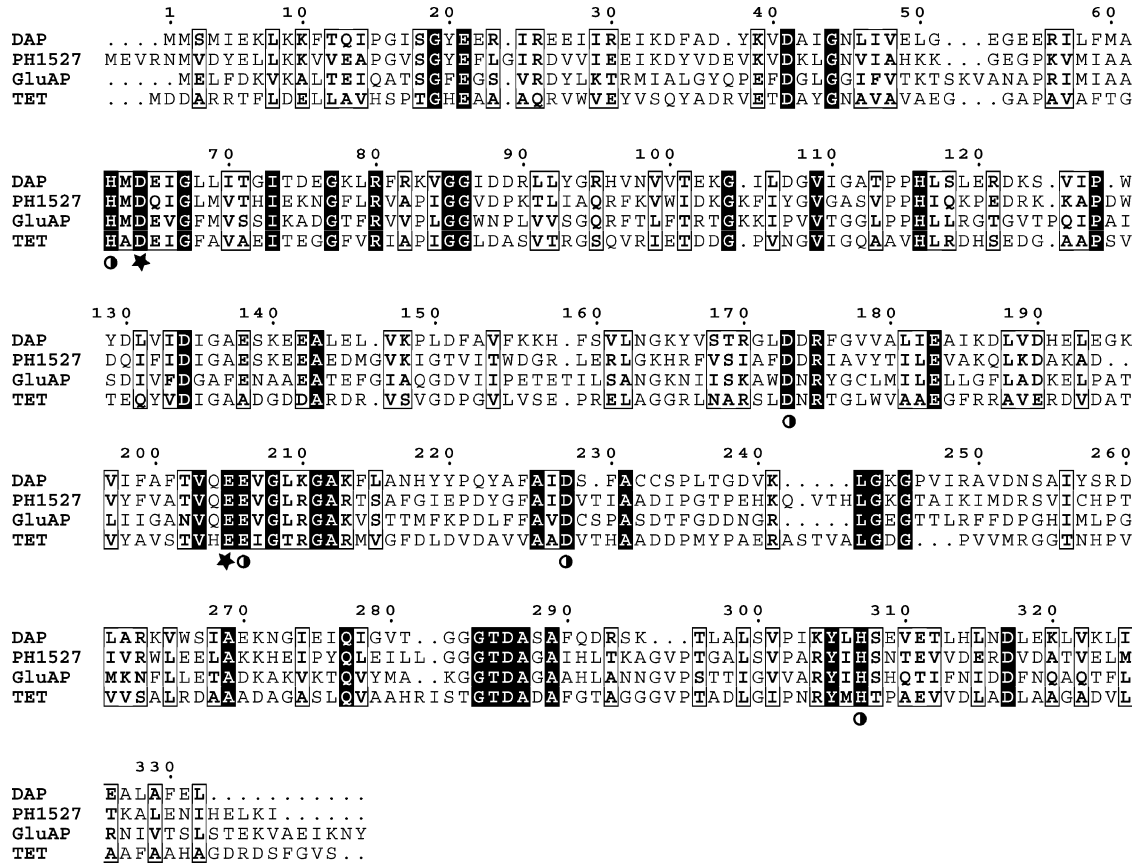 1 10 20 30 40 50 60
DAP ....MMSMIEKLKKFTQIPGISGYEER.IREEIIREIKDFAD.YKVDAIGNLIVELG...EGEERILFMA
PH1527 MEVRNMVDYELLKKVVEAPGVSGYEFLGIRDVVIEEIKDYVDEVKVDKLGNVIAHKK...GEGPKVMIAA
GluAP ....MELFDKVKALTEIQATSGFEGS.VRDYLKTRMIALGYQPEFDGLGGIFVTKTSKVANAPRIMIAA
TET ...MDDARRTFLDELLAVHSPTGHEAA.AQRVWVEYVSQYADRVETDAYGNAVAVAEG...GAPAVAFTG
70 80 90 100 110 120
DAP HMDEIGLLITGITDEGKLRFRKVGGIDDRLLYGRHVNVVTEKG.ILDGVIGATPPHLSLERDKS.VIP.W
PH1527 HMDQIGLMVTHIEKNGFLRVAPIGGVDPKTLIAQRFKVWIDKGKFIYGVGASVPPHIQKPEDRKKAPDW
GluAP HMDEVGFMVSSIKADGTFRVVPLGGWNPLVVSGQRFTLFTRTGKKIPVVTGGLPPHLLRGTGVTPQIPAI
TET HADEIGFAVAEITEGGFVRIAPIGGLDASVTRGSQVRIETDDG.PVNGVIGQAAVHLRDHSEDG.AAPSV
130 140 150 160 170 180 190
DAP YDLVIDIGAESKEEALEL.VKPLDFAVFKKH.FSVLNGKYVSTRGLDDRFGVVALIEAIKDLVDHELEGK
PH1527 DQIFIDIGAESKEEAEDMGVKIGTVITWDGR.LERLGKHRFVSIAFDDRIAVYTILEVAKQLKDAKAD..
GluAP SDIVFDGAFENAAEATEFGIAQGDVIIPETETILSANGKNIISKAWDNRYGCLMILELLGFLADKELPAT
TET TEQYVDIGAADGDDARDR.VSVGDPGVLVSE.PRELAGGRLNARSLDNRTGLWVAAEGFRRAVERDVDAT
200 210 220 230 240 250 260
DAP VIFAFTVQEEVGLKGAKFLANHYYPQYAFAIDS.FACCSPLTGDVK.....LGKGPVIRAVDNSAIYSRD
PH1527 VYFVATVQEEVGLRGARTSAFGIEPDYGFAIDVTIAADIPGTPEHKQ.VTHLGKGTAIKIMDRSVICHPT
GluAP LIIGANVQEEVGLRGAKVSTTMFKPDLFFAVDCSPASDTFGDDNGR.....LGEGTTLRFFDPGHIMLPG
TET VYAVSTVHEEIGTRGARMVGFDLDVDAVVAADVTHAADDPMYPAERASTVALGDG...PVVMRGGTNHPV
270 280 290 300 310 320
DAP LARKVWSIAEKNGIEIQIGVT..GGGTDASAFQDRSK...TLALSVPIKYLHSEVETLHLNDLEKLVKLI
PH1527 IVRWLEELAKKHEIPYQLEILL.GGGTDAGAIHLTKAGVPTGALSVPARYIHSNTEVVDERDVDATVELM
GluAP MKNFLLETADKAKVKTQVYMA..KGGTDAGAAHLANNGVPSTTIGVVARYIHSHQTIFNIDDFNQAQTFL
TET VVSALRDAAADAGASLQVAAHRISTGTDADAFGTAGGGVPTADLGIPNRYMHTPAEVVDLADLAAGADVL
330
DAP EALAFEL..........
PH1527 TKALENIHELKI.....
GluAP RNIVTSLSTEKVAEIKNY
TET AAFAAHAGDRDSFGVS..